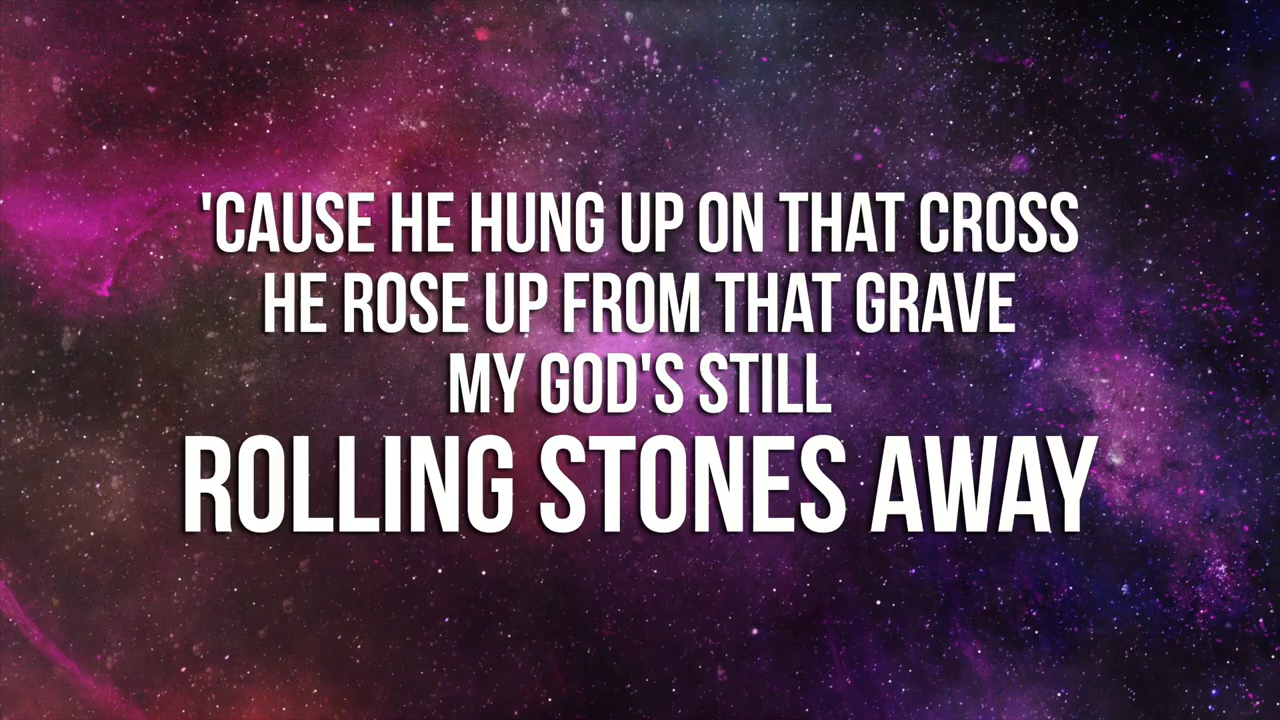 'CAUSE HE HUNG UP ON THAT CROSS
HE ROSE UP FROM THAT GRAVE
MY GOD'S STILL
ROLLING STONES AWAY